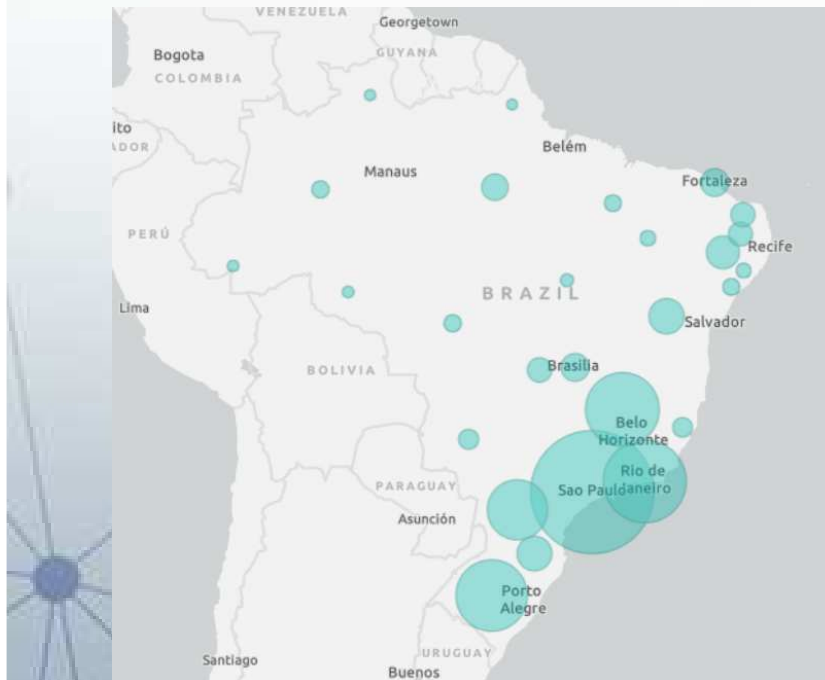 VENEZUELA
Georgetown
GUYANA
Bogota
COLOMBIA
ito
ADOR
Belém
Manaus
Fortaleza
PERÚ
Recife
BRAZIL
Lima
Salvador
BOLIVIA
Brasilia
Belo
Horizonte
Rio de
Janeiro
Sao Paulo
PARAGUAY
Asunción
Porto
Alegre
Santiago
URUGUAY
Buenos